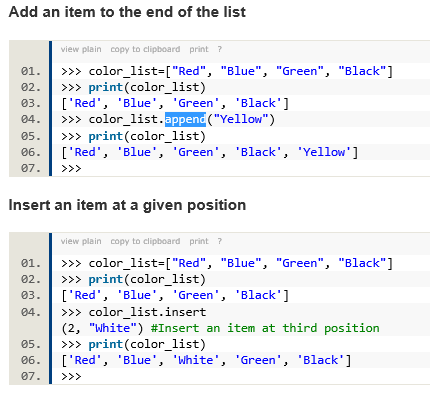 Add an item to the end of the list
view plain copy to clipboard print ?
01. >>> color_list=["Red", "Blue", "Green", "Black"]
02. >>> print(color_list)
03. ['Red', 'Blue', 'Green', 'Black']
04. >>> color_list.append("Yellow")
05. >>> print(color_list)
06. ['Red', 'Blue', 'Green', 'Black', 'Yellow']
07. >>>
Insert an item at a given position
view plain copy to clipboard print ?
01. >>> color_list=["Red", "Blue", "Green", "Black"]
02. >>> print(color_list)
03. ['Red', 'Blue', 'Green', 'Black']
04. >>> color_list.insert
(2, "White") #Insert an item at third position
05. >>> print(color_list)
06. ['Red', 'Blue', 'White', 'Green', 'Black']
07. >>>